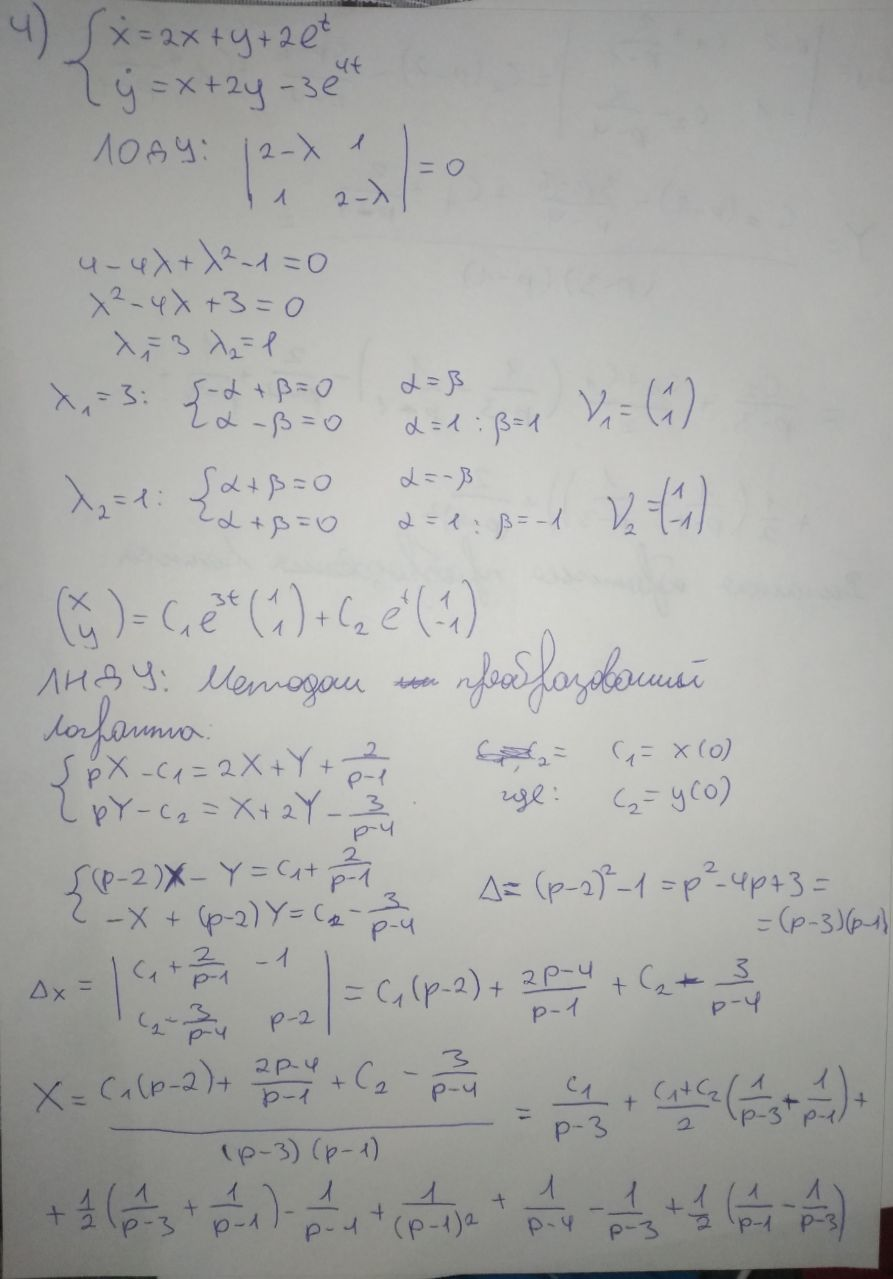 4) { ẋ = 2x + y + 2e^t
ẏ = x + 2y - 3e^{4t}
ЛОДУ: | 2-λ 1 | = 0
| 1 2-λ |
4 - 4λ + λ² - 1 = 0
λ² - 4λ + 3 = 0
λ₁ = 3 λ₂ = 1
λ₁ = 3: { -α + β = 0 α = β
{ α - β = 0 α = 1 : β = 1 V₁ = (1 1)
λ₂ = 1: { α + β = 0 α = -β
{ α + β = 0 α = 1 : β = -1 V₂ = (1 -1)
(x y) = C₁e^{3t} (1 1) + C₂ e^t (1 -1)
ЛНДУ: Методом преобразований
{ pX - C₁ = 2X + Y + 2/(p-1) C₁ = x(0)
{ pY - C₂ = X + 2Y - 3/(p-4) где: C₂ = y(0)
{ (p-2)X - Y = C₁ + 2/(p-1) Δ = (p-2)² - 1 = p² - 4p + 3 =
{ -X + (p-2)Y = C₂ - 3/(p-4) = (p-3)(p-1)
Δx = | C₁ + 2/(p-1) -1 | = C₁(p-2) + (2p-4)/(p-1) + C₂ - 3/(p-4)
| C₂ - 3/(p-4) p-2 |
X = (C₁(p-2) + (2p-4)/(p-1) + C₂ - 3/(p-4)) / ((p-3)(p-1)) = C₁/(p-3) + (C₁+C₂)/2 (1/(p-3) - 1/(p-1)) +
+ 1/2 (1/(p-3) + 1/(p-1)) - 1/(p-1) + 1/(p-1)² + 1/(p-4) - 1/(p-3) + 1/2 (1/(p-1) - 1/(p-3))